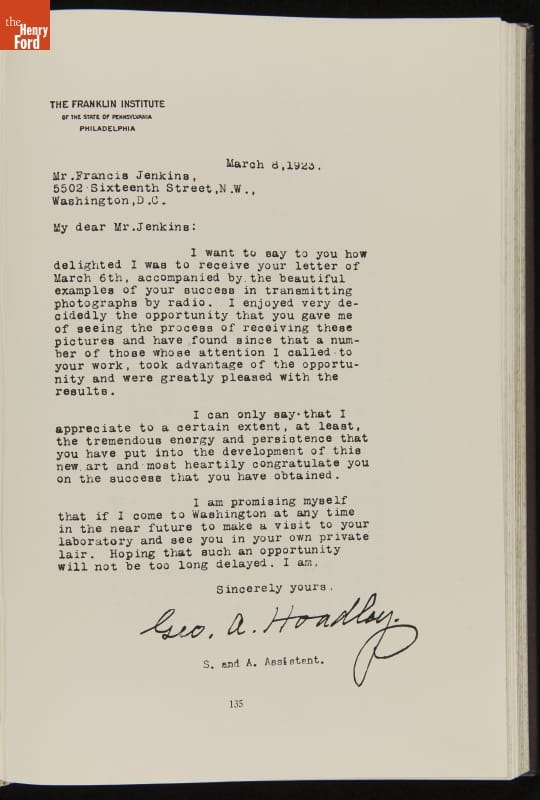 the
Henry
Ford
THE FRANKLIN INSTITUTE
OF THE STATE OF PENNSYLVANIA
PHILADELPHIA
March 8,1923.
Mr.Francis Jenkins,
5502 Sixteenth Street,N.W.,
Washington,D.C.
My dear Mr.Jenkins:
I want to say to you how
delighted I was to receive your letter of
March 6th, accompanied by the beautiful
examples of your success in transmitting
photographs by radio. I enjoyed very de-
cidedly the opportunity that you gave me
of seeing the process of receiving these
pictures and have found since that a num-
ber of those whose attention I called to
your work, took advantage of the opportu-
nity and were greatly pleased with the
results.
I can only say that I
appreciate to a certain extent, at least,
the tremendous energy and persistence that
you have put into the development of this
new art and most heartily congratulate you
on the success that you have obtained.
I am promising myself
that if I come to Washington at any time
in the near future to make a visit to your
laboratory and see you in your own private
lair. Hoping that such an opportunity
will not be too long delayed. I am,
Sincerely yours,
Geo. A. Hoadley.
S. and A. Assistant.
135